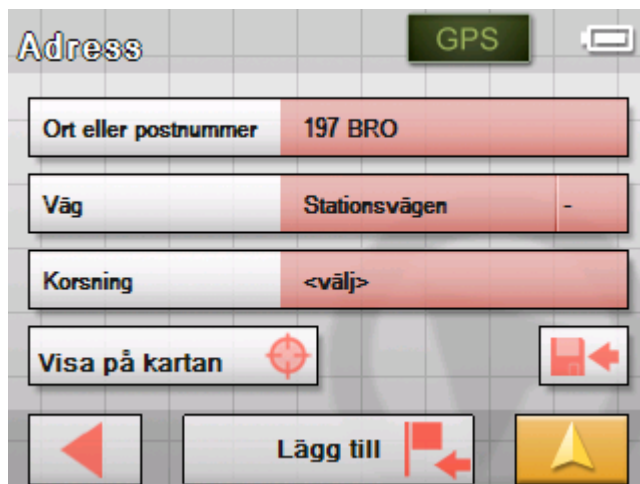 Adress
GPS
Ort eller postnummer 197 BRO
Väg Stationsvägen -
Korsning <välj>
Visa på kartan
Lägg till